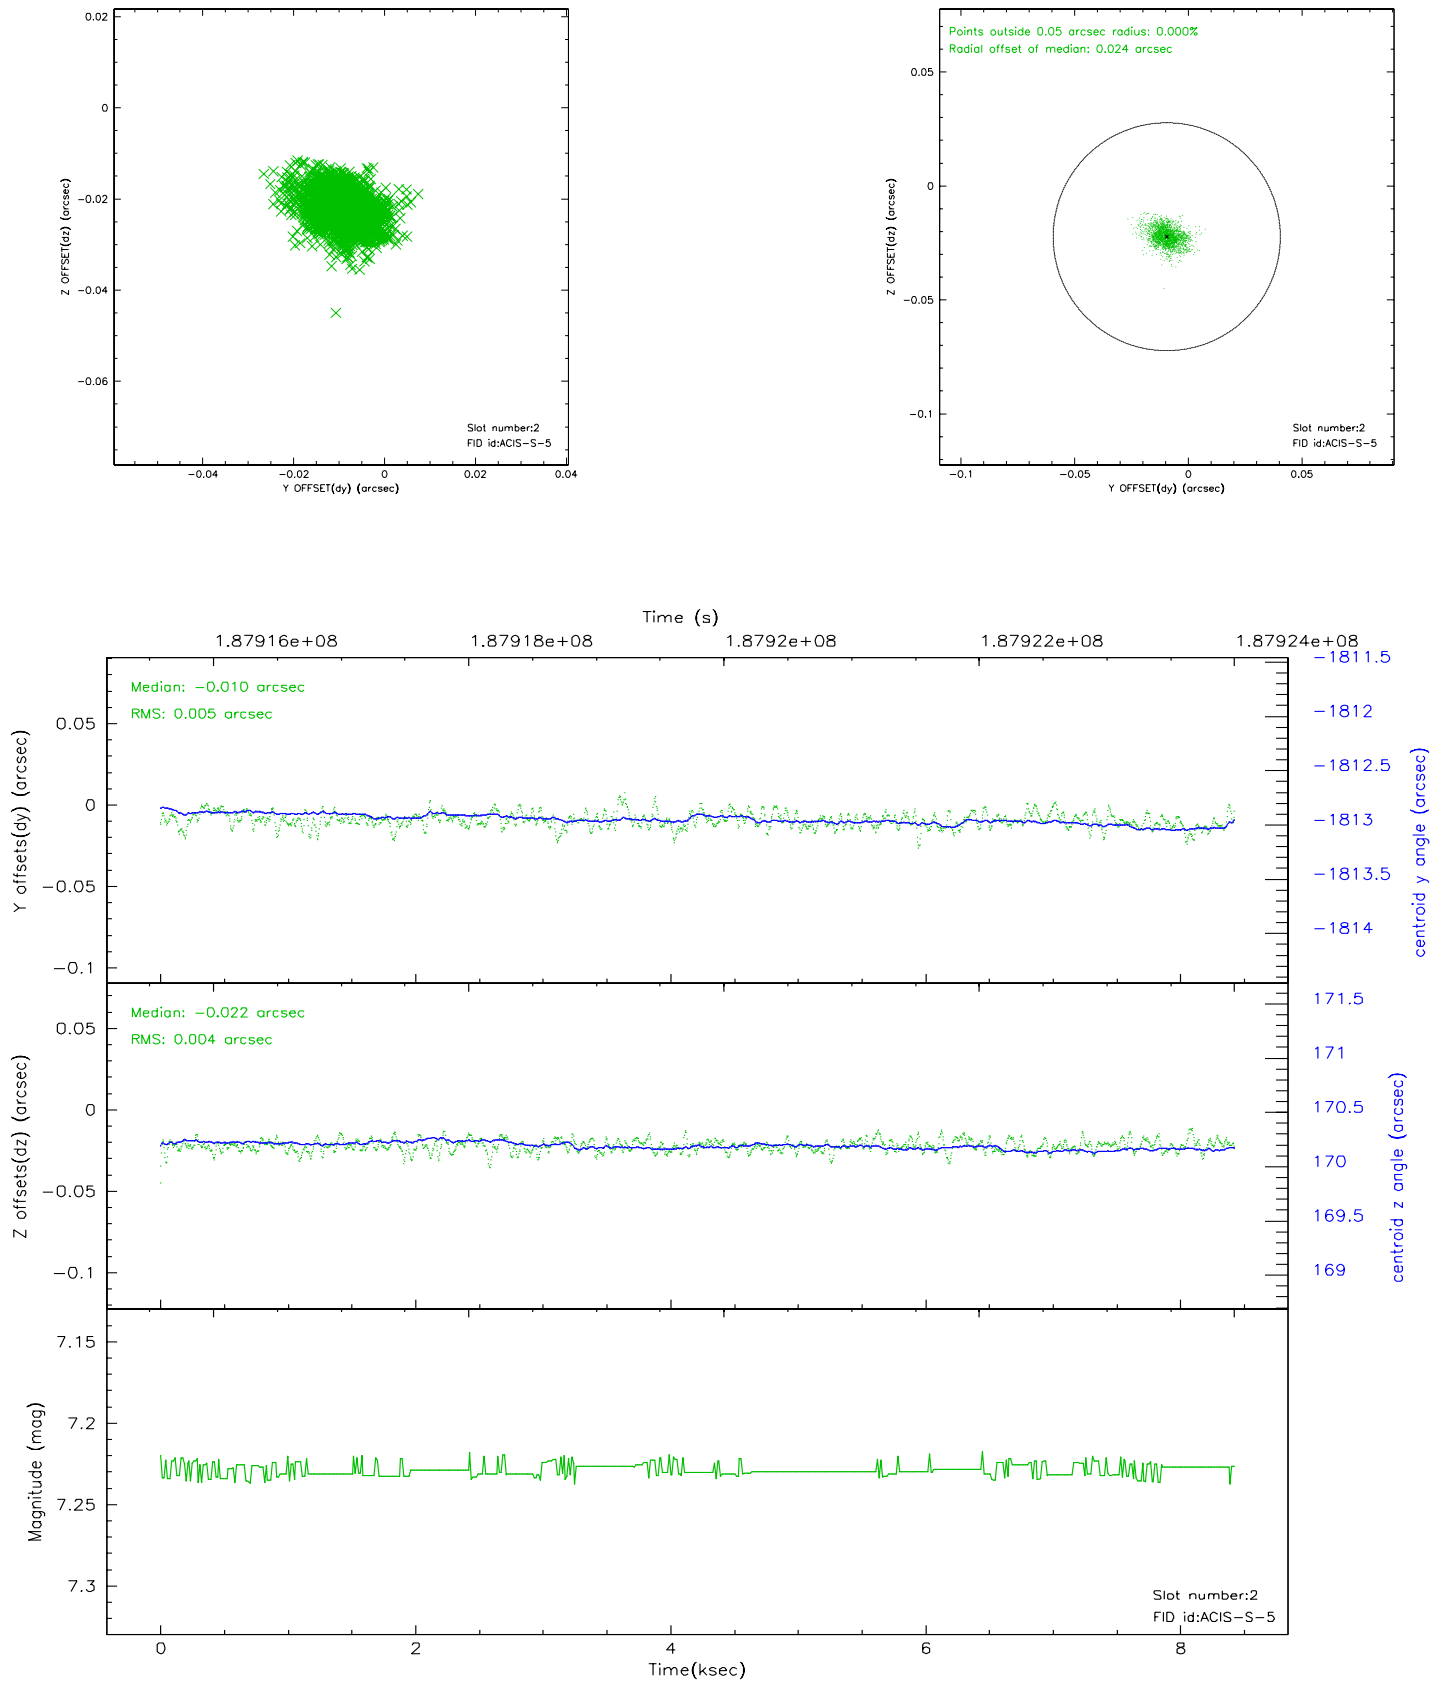 0.02
0
−0.02
−0.04
−0.06
Z OFFSET(dz) (arcsec)
Slot number:2
FID id:ACIS−S−5
−0.04
−0.02
0
0.02
0.04
Y OFFSET(dy) (arcsec)
Points outside 0.05 arcsec radius: 0.000%
Radial offset of median: 0.024 arcsec
0.05
0
−0.05
−0.1
Z OFFSET(dz) (arcsec)
Slot number:2
FID id:ACIS−S−5
−0.1
−0.05
0
0.05
Y OFFSET(dy) (arcsec)
Time (s)
1.87916e+08
1.87918e+08
1.8792e+08
1.87922e+08
1.87924e+08
Median: −0.010 arcsec
RMS: 0.005 arcsec
0.05
0
−0.05
−0.1
Y offsets(dy) (arcsec)
−1811.5
−1812
−1812.5
−1813
−1813.5
−1814
centroid y angle (arcsec)
Median: −0.022 arcsec
RMS: 0.004 arcsec
0.05
0
−0.05
−0.1
Z offsets(dz) (arcsec)
171.5
171
170.5
170
169.5
169
centroid z angle (arcsec)
7.15
7.2
7.25
7.3
Magnitude (mag)
Slot number:2
FID id:ACIS−S−5
0
2
4
6
8
Time(ksec)